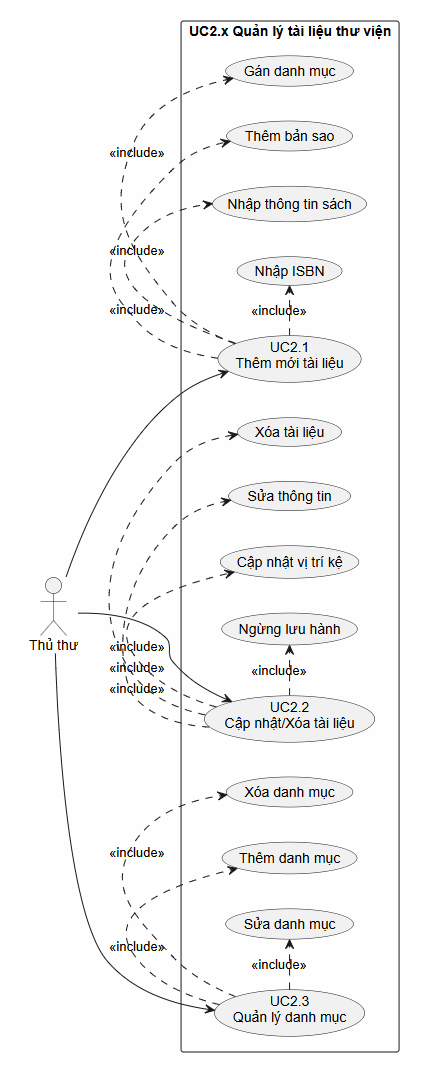 UC2.x Quản lý tài liệu thư viện
Gán danh mục
«include»
Thêm bản sao
Nhập thông tin sách
«include»
Nhập ISBN
«include»
«include»
UC2.1
Thêm mới tài liệu
Xóa tài liệu
Sửa thông tin
Cập nhật vị trí kệ
Ngừng lưu hành
Thủ thư
«include»
«include»
«include»
«include»
UC2.2
Cập nhật/Xóa tài liệu
Xóa danh mục
«include»
Thêm danh mục
Sửa danh mục
«include»
«include»
UC2.3
Quản lý danh mục